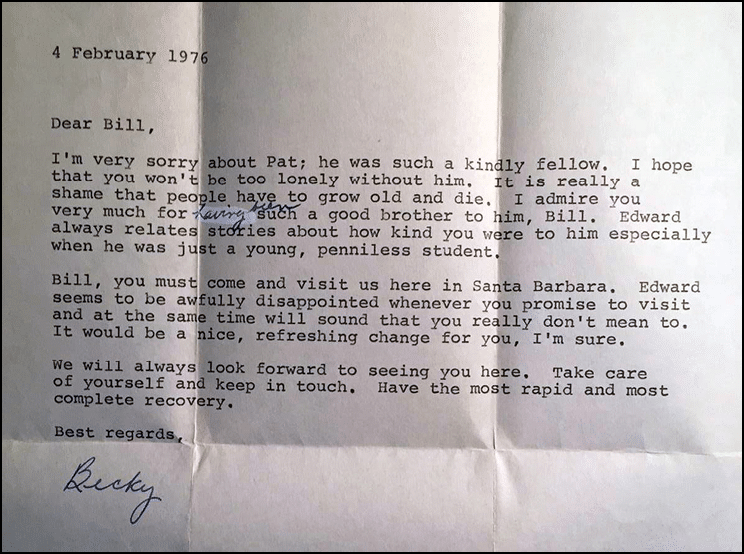 4 February 1976
Dear Bill,
I'm very sorry about Pat; he was such a kindly fellow.  I hope
that you won't be too lonely without him.  It is really a
shame that people have to grow old and die.  I admire you
very much for having been such a good brother to him, Bill.  Edward
always relates stories about how kind you were to him especially
when he was just a young, penniless student.
Bill, you must come and visit us here in Santa Barbara.  Edward
seems to be awfully disappointed whenever you promise to visit
and at the same time will sound that you really don't mean to.
It would be a nice, refreshing change for you, I'm sure.
We will always look forward to seeing you here.  Take care
of yourself and keep in touch.  Have the most rapid and most
complete recovery.
Best regards,
Becky